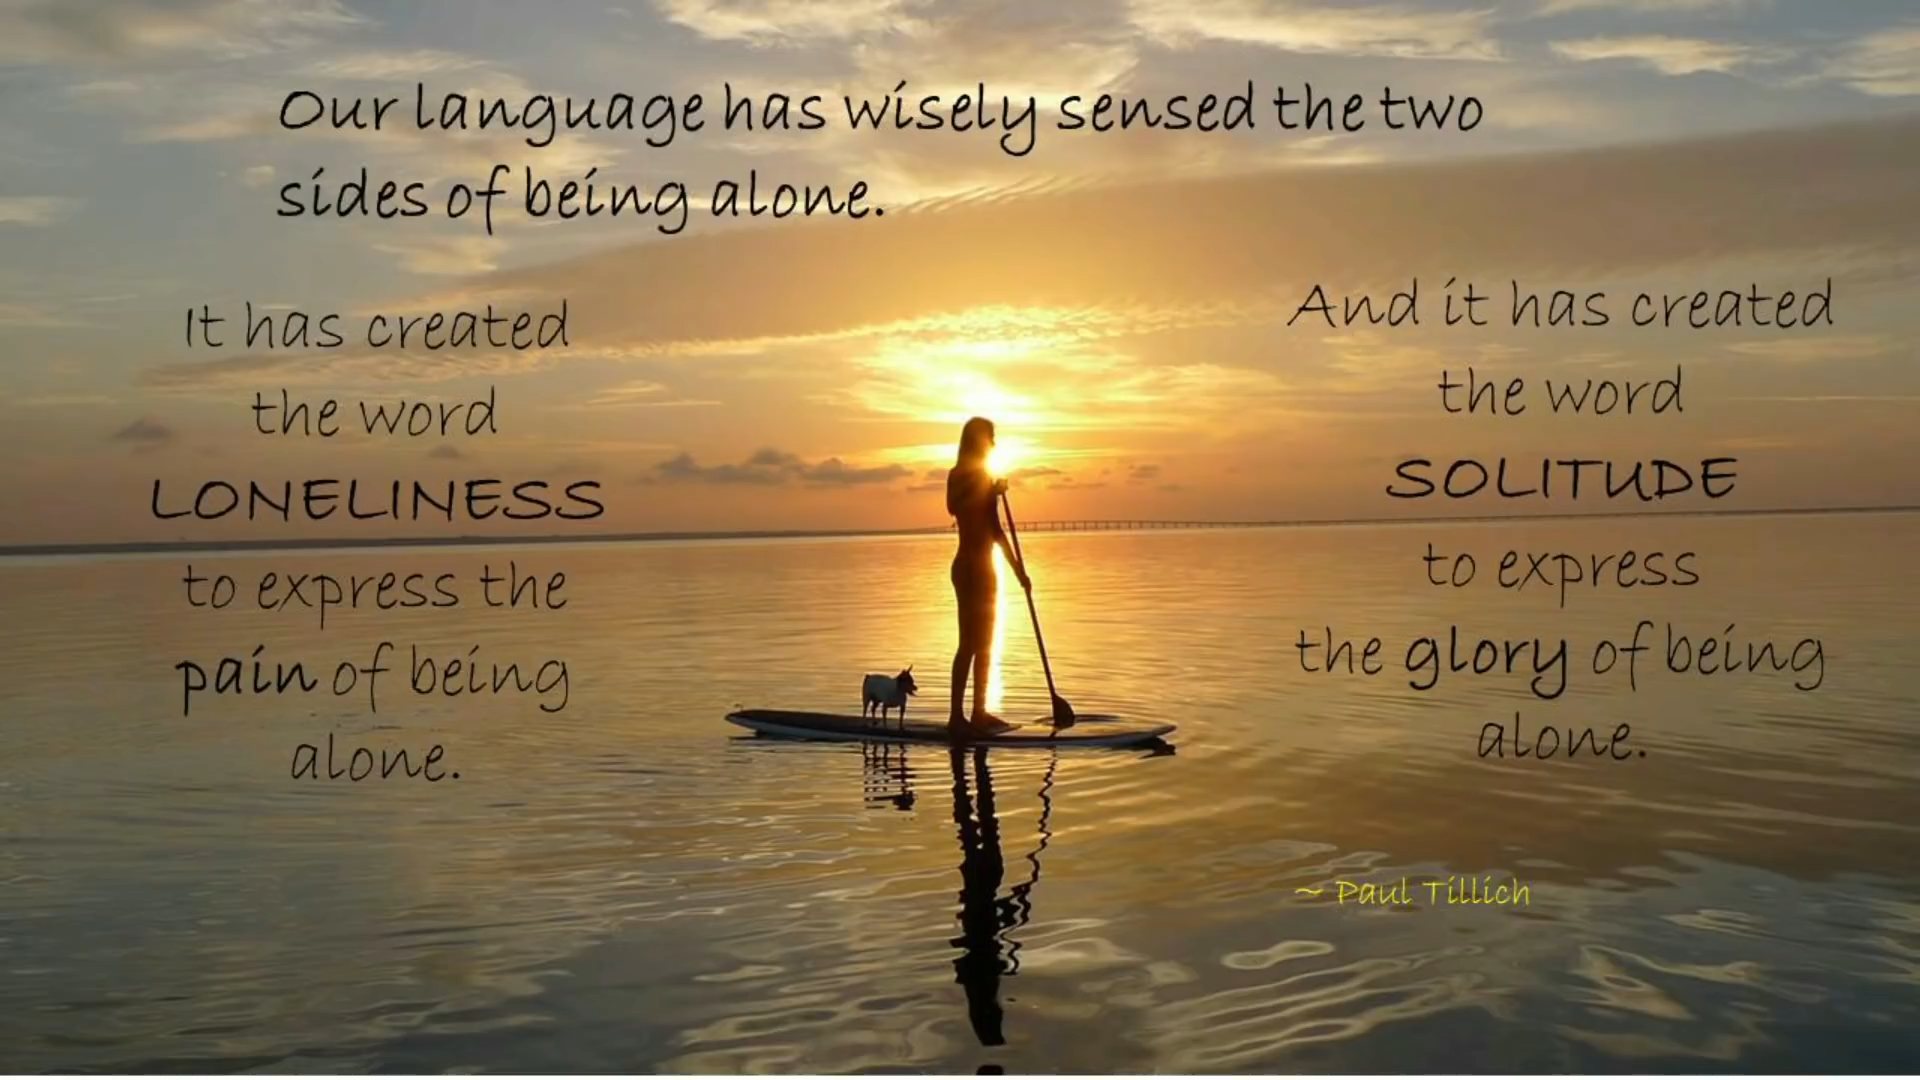 Our language has wisely sensed the two
sides of being alone.
It has created
the word
LONELINESS
to express the
pain of being
alone.
And it has created
the word
SOLITUDE
to express
the glory of being
alone.
~ Paul Tillich